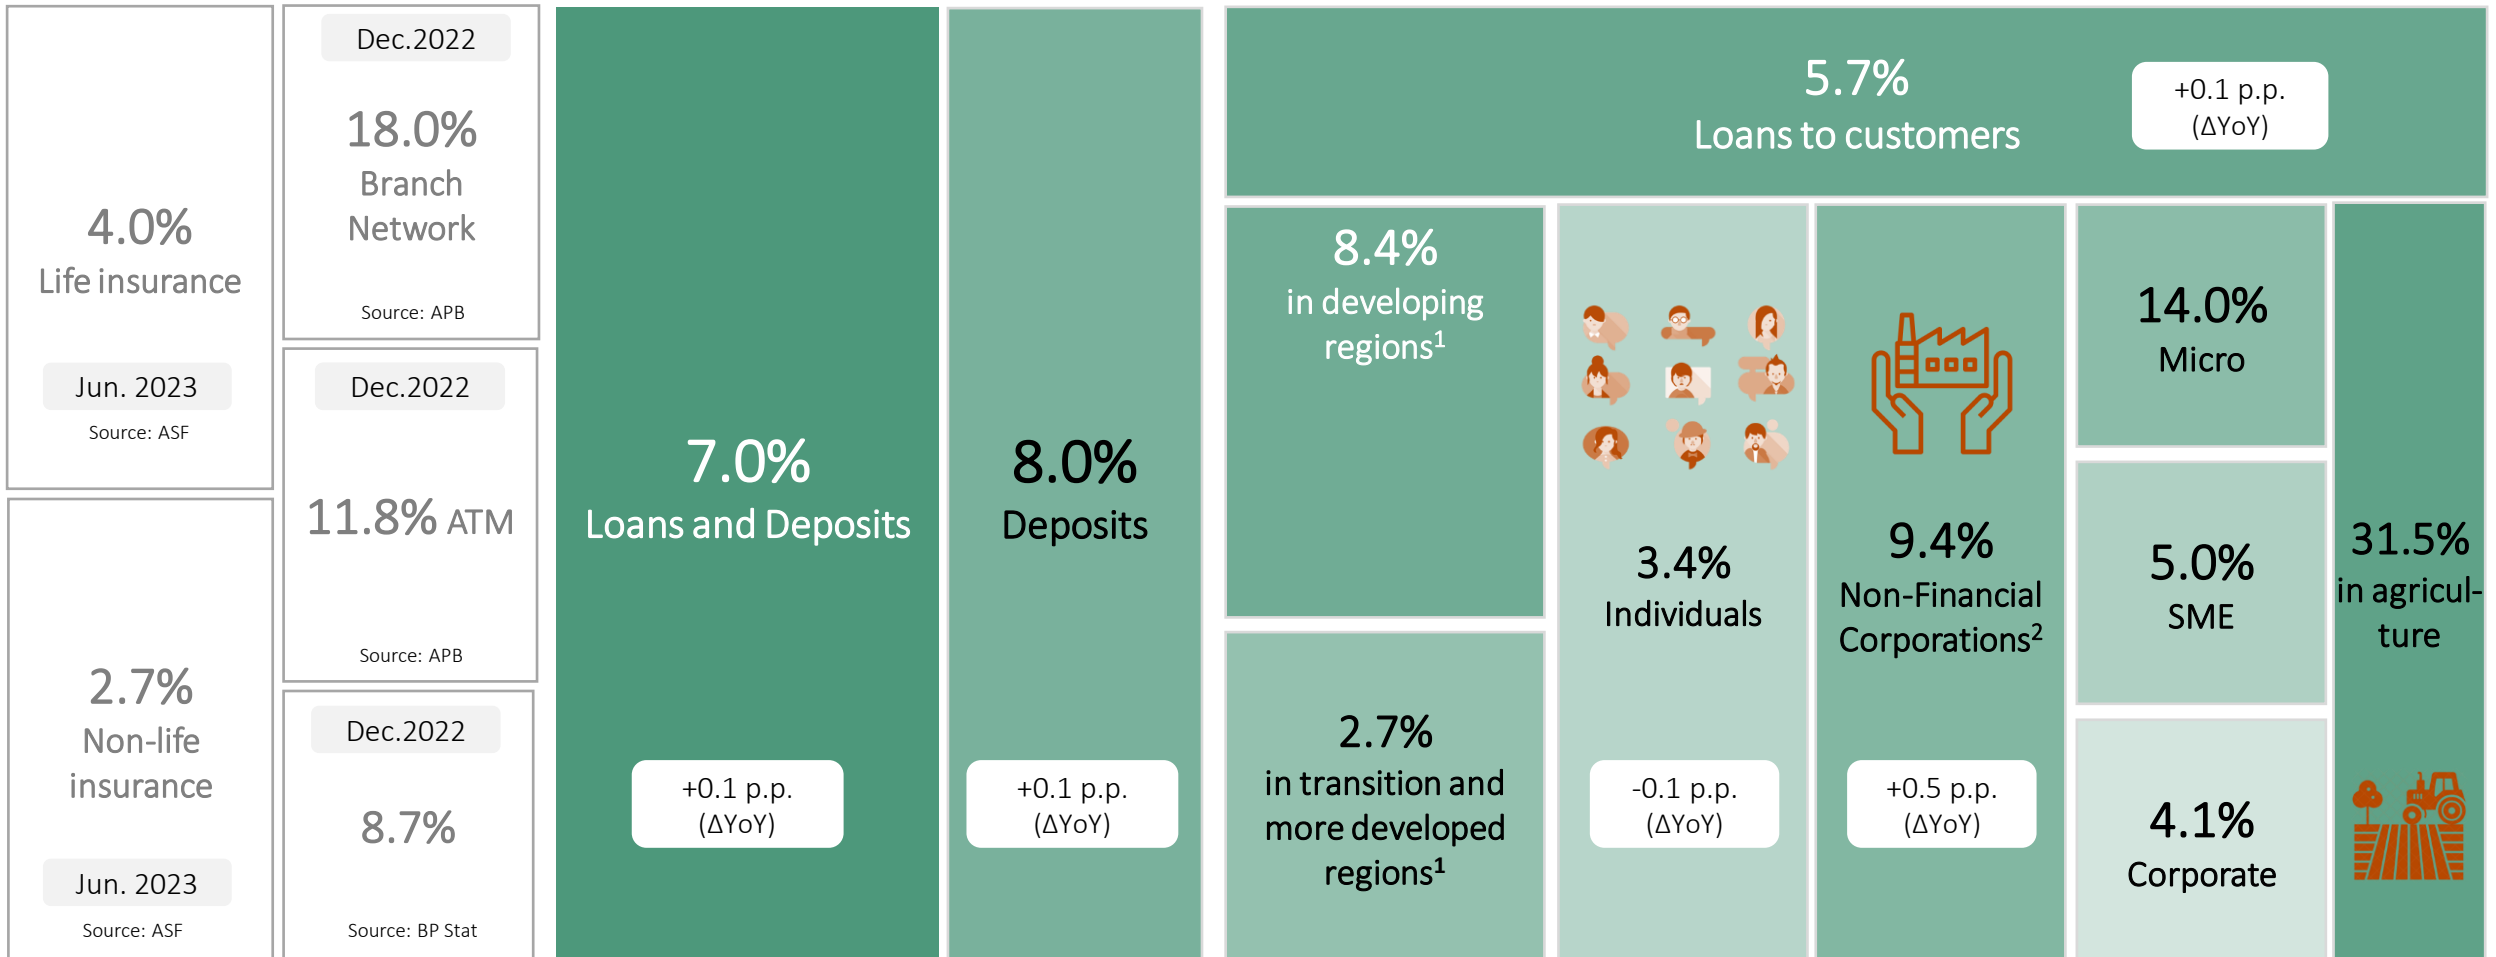 4.0%
Life insurance
Jun. 2023
Source: ASF
2.7%
Non-life
insurance
Jun. 2023
Source: ASF
Dec.2022
18.0%
Branch
Network
Source: APB
Dec.2022
11.8% ATM
Source: APB
Dec.2022
8.7%
Source: BP Stat
7.0%
Loans and Deposits
+0.1 p.p.
(ΔYoY)
8.0%
Deposits
+0.1 p.p.
(ΔYoY)
5.7%
Loans to customers
+0.1 p.p.
(ΔYoY)
8.4%
in developing
regions¹
2.7%
in transition and
more developed
regions¹
3.4%
Individuals
-0.1 p.p.
(ΔYoY)
9.4%
Non-Financial
Corporations²
+0.5 p.p.
(ΔYoY)
14.0%
Micro
5.0%
SME
4.1%
Corporate
31.5%
in agricul-
ture